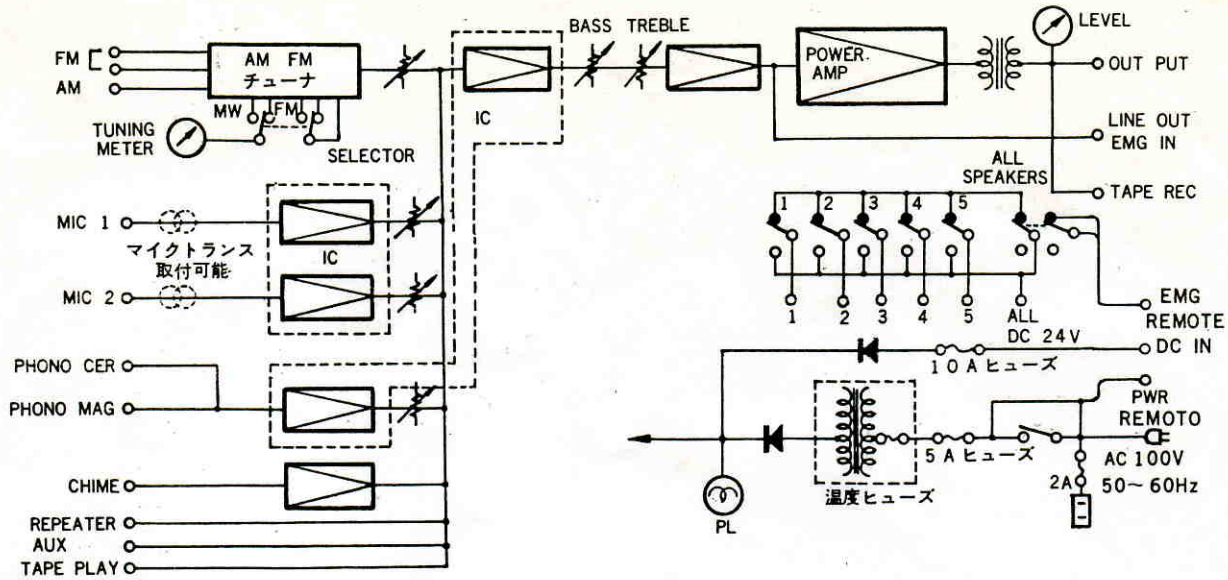 FM
AM
AM FM
チューナ
MW
FM
TUNING
METER
SELECTOR
MIC 1
マイクトランス
取付可能
MIC 2
IC
PHONO CER
PHONO MAG
CHIME
REPEATER
AUX
TAPE PLAY
IC
BASS TREBLE
POWER.
AMP
LEVEL
OUT PUT
LINE OUT
EMG IN
TAPE REC
ALL
SPEAKERS
1 2 3 4 5
1 2 3 4 5 ALL
EMG
REMOTE
DC 24V
DC IN
10Aヒューズ
PWR
REMOTO
5Aヒューズ
AC 100V
50~60Hz
2A
温度ヒューズ
PL